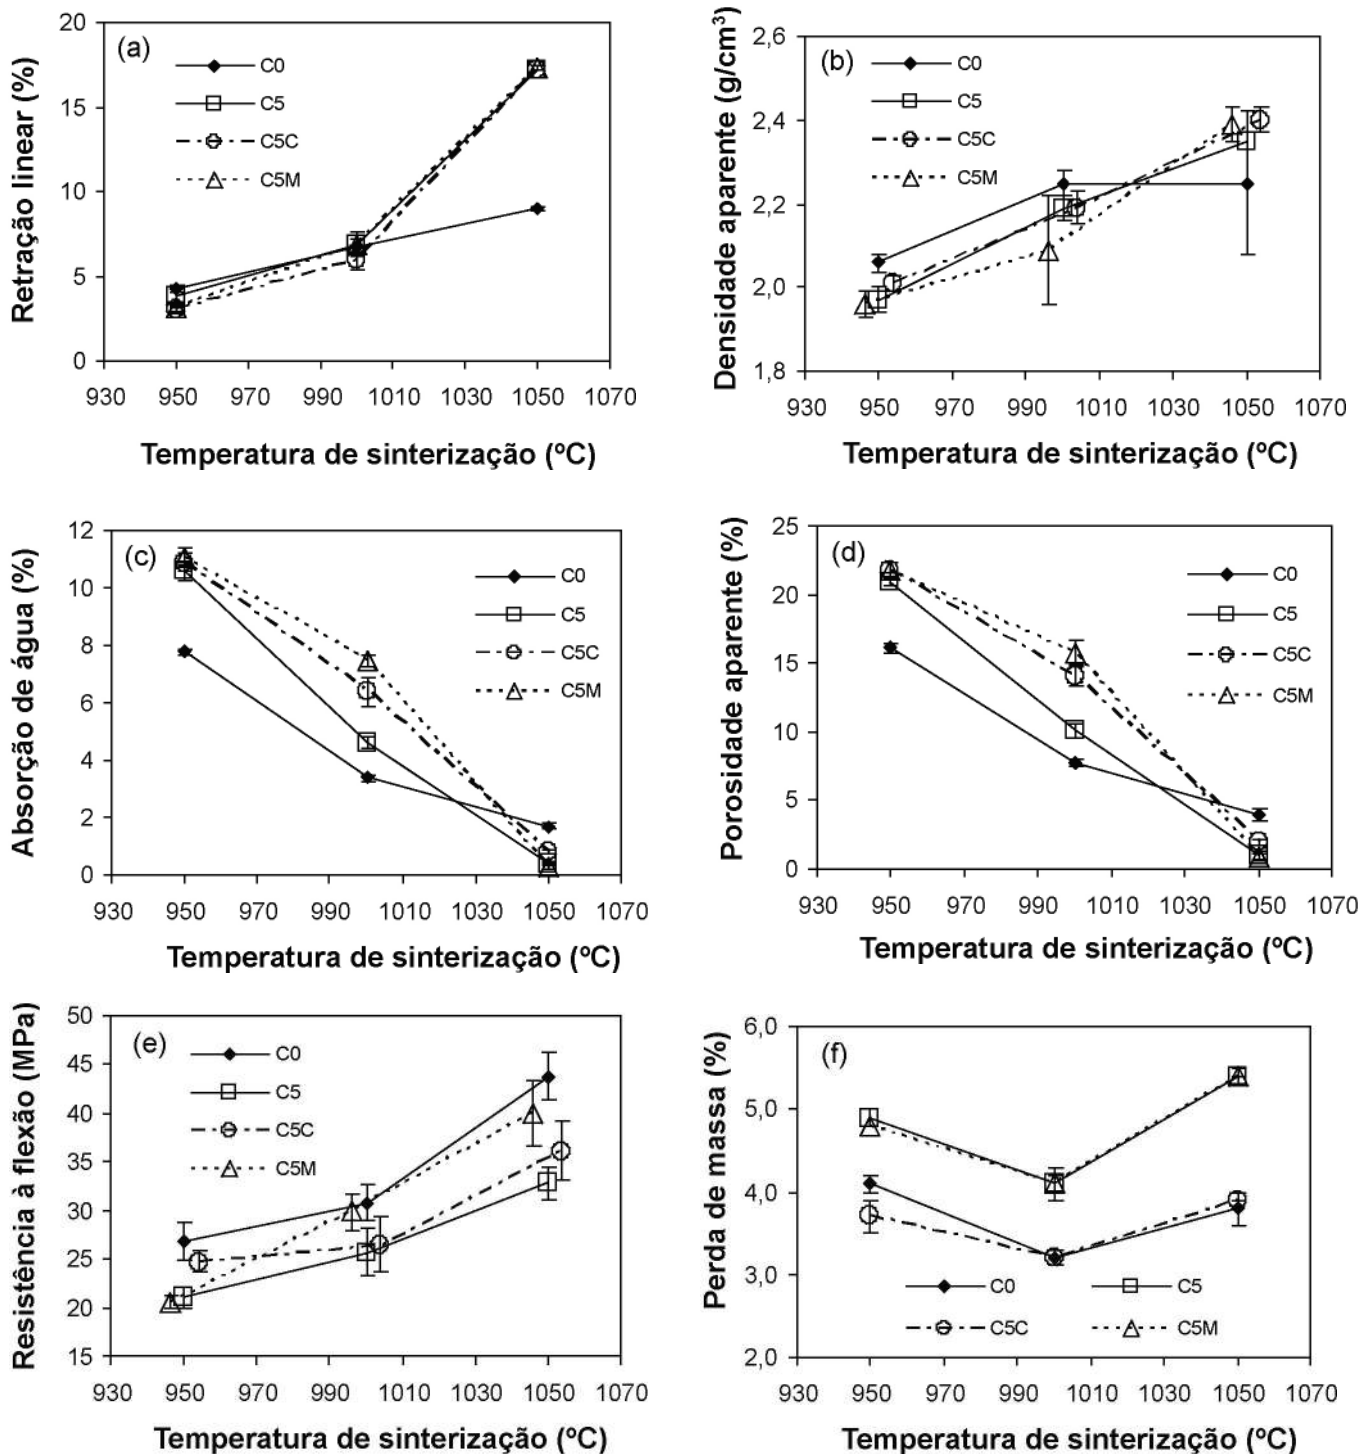 (a)
Retração linear (%)
20
15
10
5
0
C0
C5
C5C
C5M
930 950 970 990 1010 1030 1050 1070
Temperatura de sinterização (ºC)
(b)
Densidade aparente (g/cm³)
2,6
2,4
2,2
2,0
1,8
C0
C5
C5C
C5M
930 950 970 990 1010 1030 1050 1070
Temperatura de sinterização (ºC)
(c)
Absorção de água (%)
12
10
8
6
4
2
0
C0
C5
C5C
C5M
930 950 970 990 1010 1030 1050 1070
Temperatura de sinterização (ºC)
(d)
Porosidade aparente (%)
25
20
15
10
5
0
C0
C5
C5C
C5M
930 950 970 990 1010 1030 1050 1070
Temperatura de sinterização (ºC)
(e)
Resistência à flexão (MPa)
50
45
40
35
30
25
20
15
C0
C5
C5C
C5M
930 950 970 990 1010 1030 1050 1070
Temperatura de sinterização (ºC)
(f)
Perda de massa (%)
6,0
5,0
4,0
3,0
2,0
C0 C5
C5C C5M
930 950 970 990 1010 1030 1050 1070
Temperatura de sinterização (ºC)